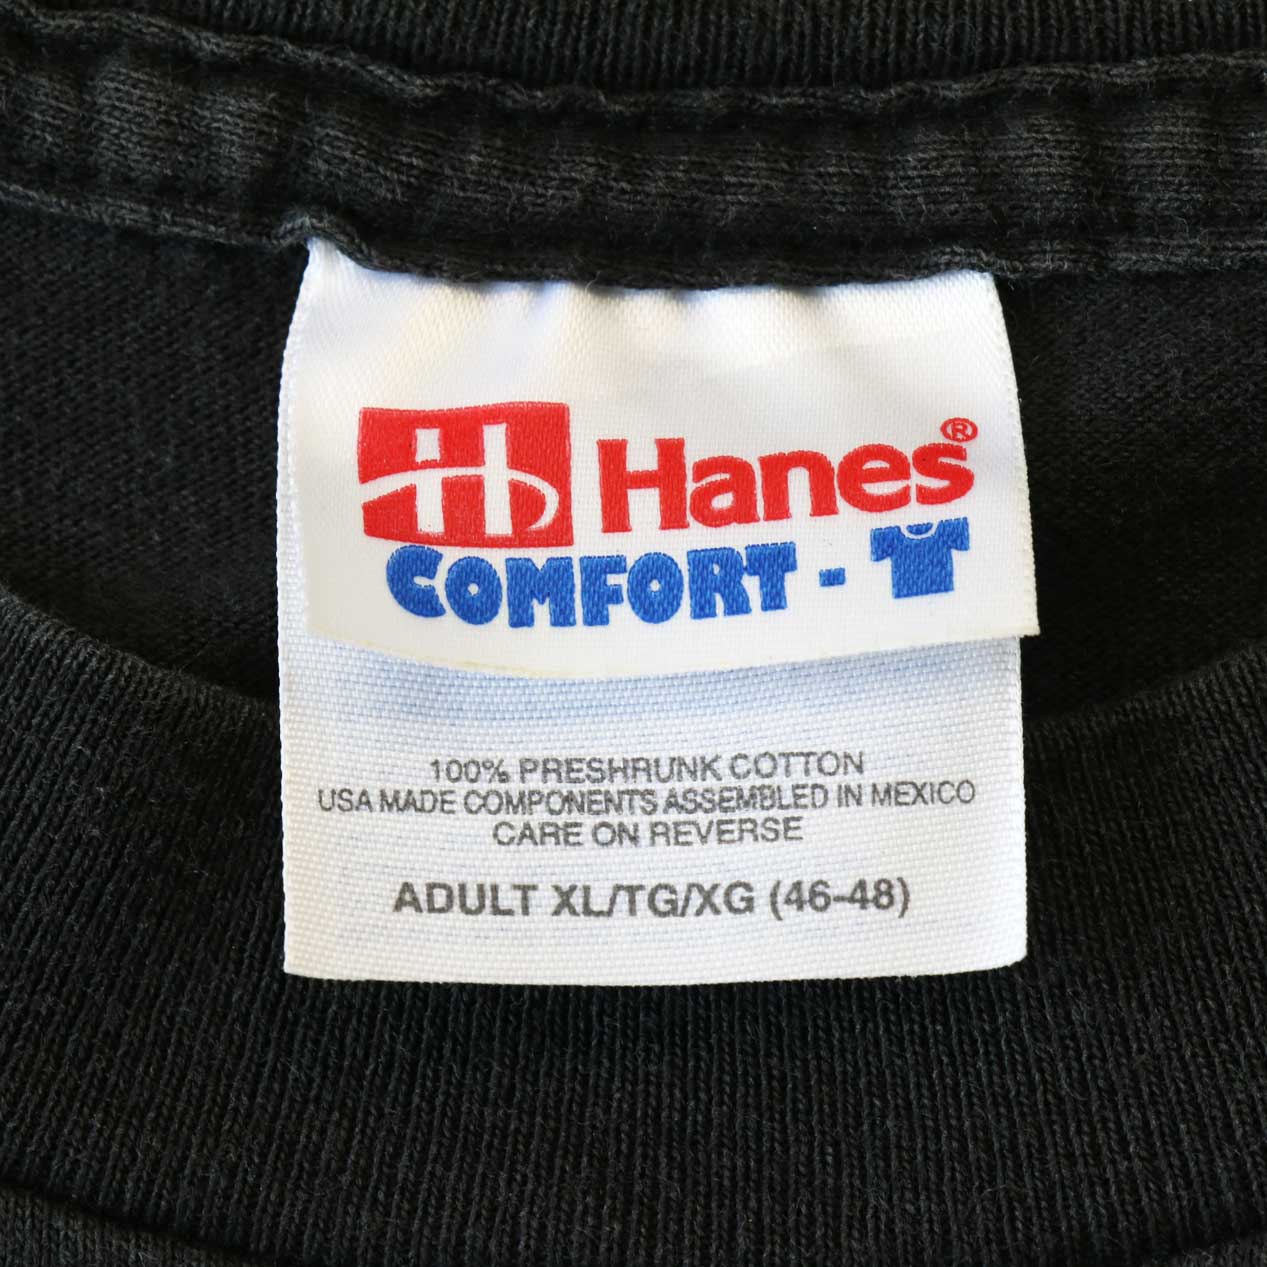 H Hanes®
COMFORT-T
100% PRESHRUNK COTTON
USA MADE COMPONENTS ASSEMBLED IN MEXICO
CARE ON REVERSE
ADULT XL/TG/XG (46-48)